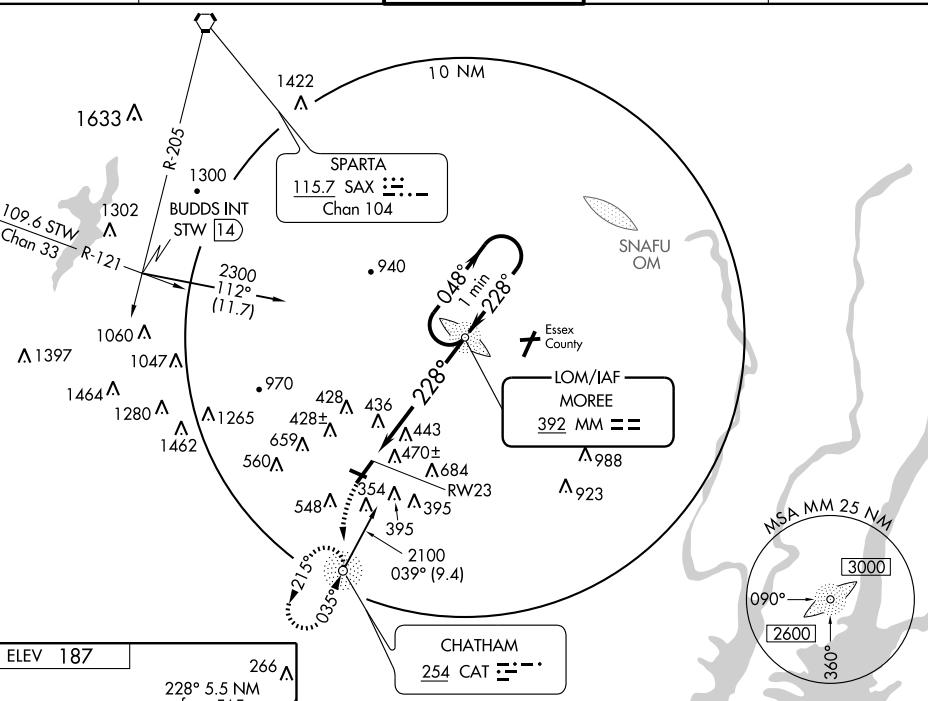 10 NM
1422
1633
R-205
1300
SPARTA
115.7 SAX
Chan 104
BUDDS INT
STW 14
1302
109.6 STW
Chan 33
R-121
2300
112°
(11.7)
940
048°
1 min
228°
SNAFU
OM
Essex
County
1060
1397
1047
228°
LOM/IAF
MOREE
392 MM
970
1464
1280
1265
1462
428
428±
436
443
659
470±
560
684
988
RW23
923
548
354
395
395
2100
039° (9.4)
215°
035°
MSA MM 25 NM
3000
090°
2600
360°
CHATHAM
254 CAT
ELEV 187
266
228° 5.5 NM